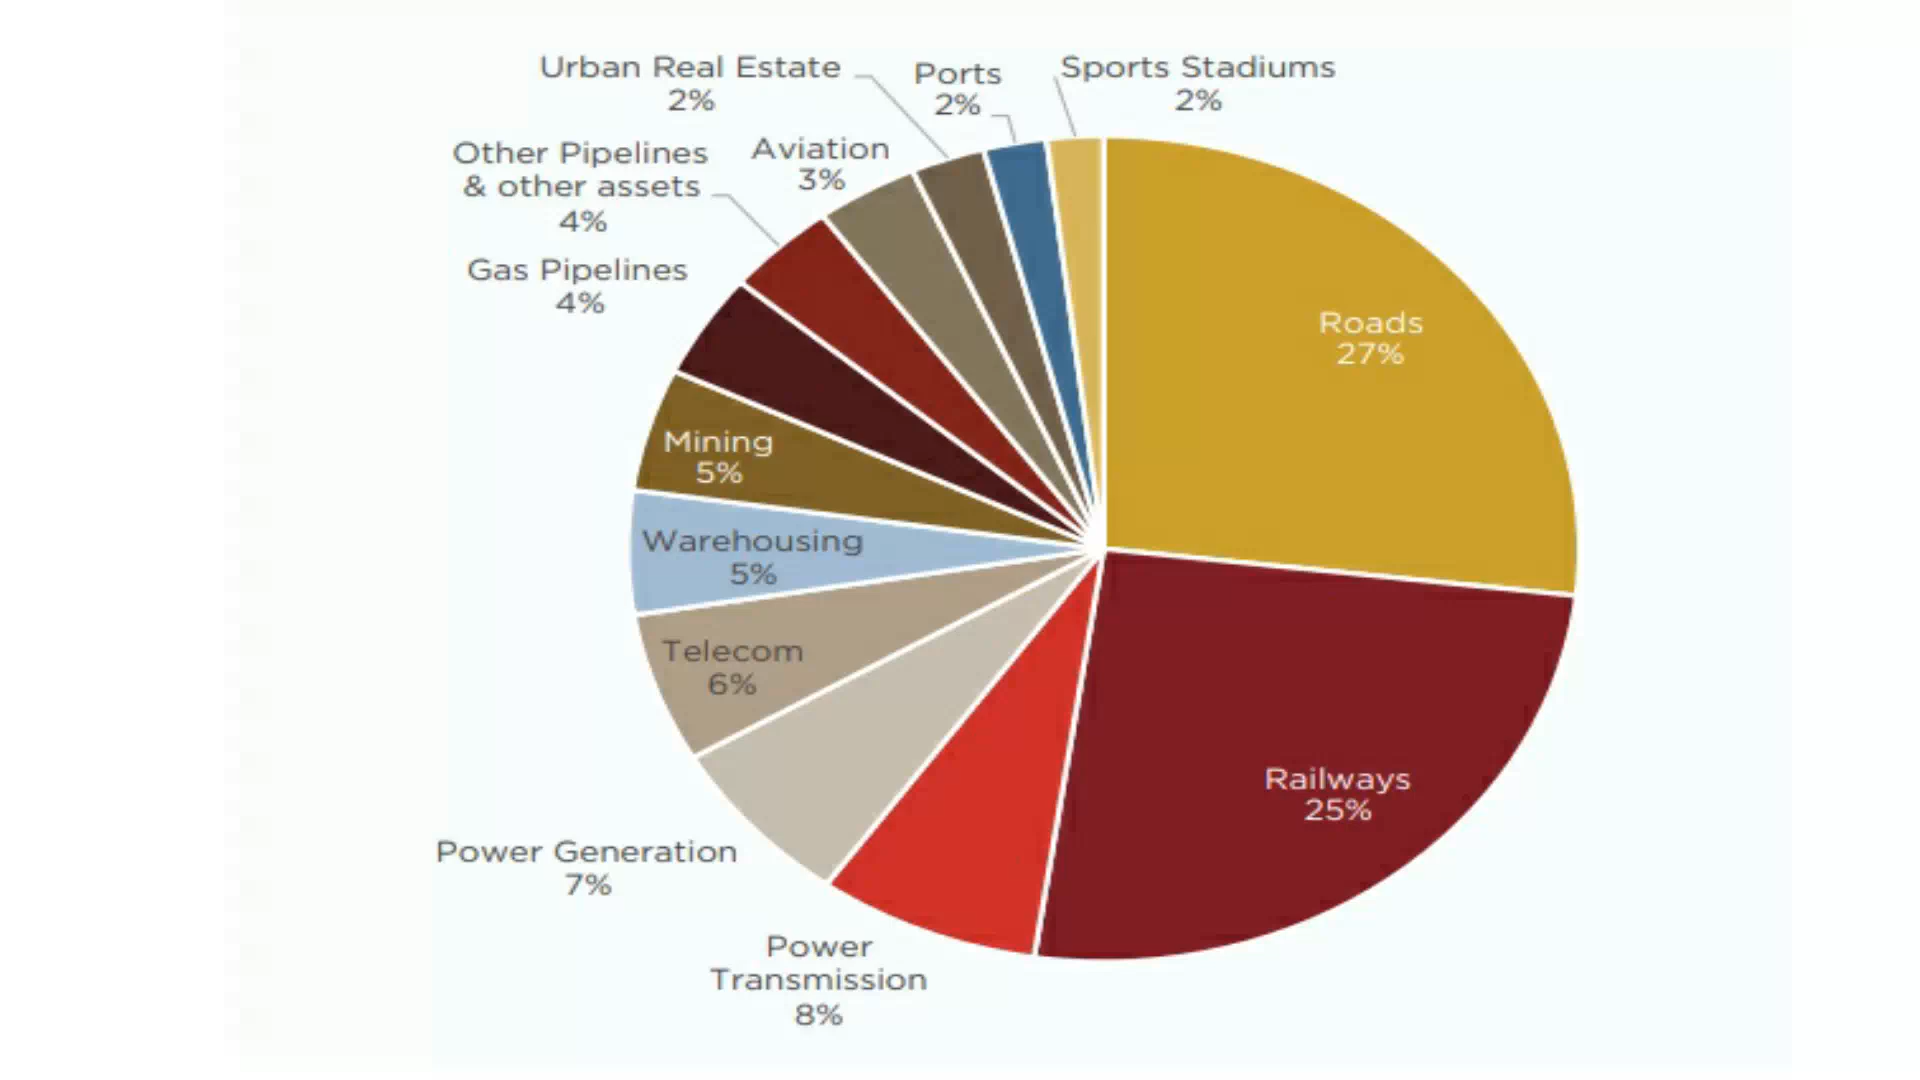 Urban Real Estate
2%
Ports
2%
Sports Stadiums
2%
Other Pipelines
& other assets
4%
Aviation
3%
Gas Pipelines
4%
Roads
27%
Mining
5%
Warehousing
5%
Telecom
6%
Railways
25%
Power Generation
7%
Power
Transmission
8%